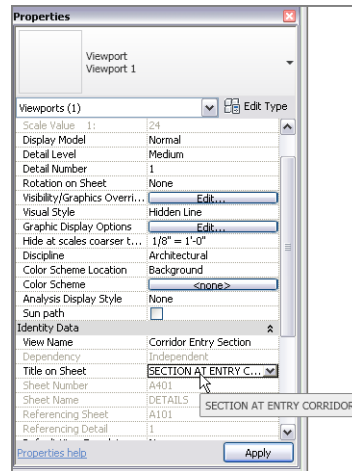 Properties
Viewport
Viewport 1
Viewports (1) Edit Type
Scale Value 1: 24
Display Model Normal
Detail Level Medium
Detail Number 1
Rotation on Sheet None
Visibility/Graphics Overri... Edit...
Visual Style Hidden Line
Graphic Display Options Edit...
Hide at scales coarser t... 1/8" = 1'-0"
Discipline Architectural
Color Scheme Location Background
Color Scheme <none>
Analysis Display Style None
Sun path
Identity Data
View Name Corridor Entry Section
Dependency Independent
Title on Sheet SECTION AT ENTRY C...
Sheet Number A401
Sheet Name DETAILS
SECTION AT ENTRY CORRIDOR
Referencing Sheet A101
Referencing Detail 1
Properties help Apply